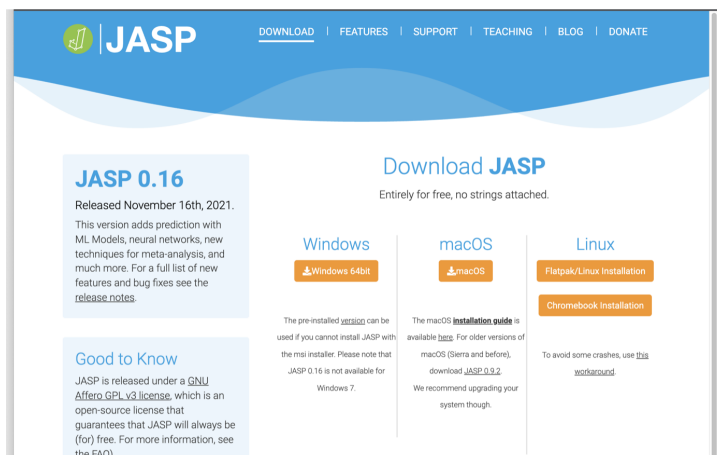 JASP
DOWNLOAD | FEATURES | SUPPORT | TEACHING | BLOG | DONATE
JASP 0.16
Released November 16th, 2021.
This version adds prediction with
ML Models, neural networks, new
techniques for meta-analysis, and
much more. For a full list of new
features and bug fixes see the
release notes.
Good to Know
JASP is released under a GNU
Affero GPL v3 license, which is an
open-source license that
guarantees that JASP will always be
(for) free. For more information, see
the FAQ)
Download JASP
Entirely for free, no strings attached.
Windows
Windows 64bit
The pre-installed version can be
used if you cannot install JASP with
the msi installer. Please note that
JASP 0.16 is not available for
Windows 7.
macOS
macOS
The macOS installation guide is
available here. For older versions of
macOS (Sierra and before),
download JASP 0.9.2.
We recommend upgrading your
system though.
Linux
Flatpak/Linux Installation
Chromebook Installation
To avoid some crashes, use this
workaround.